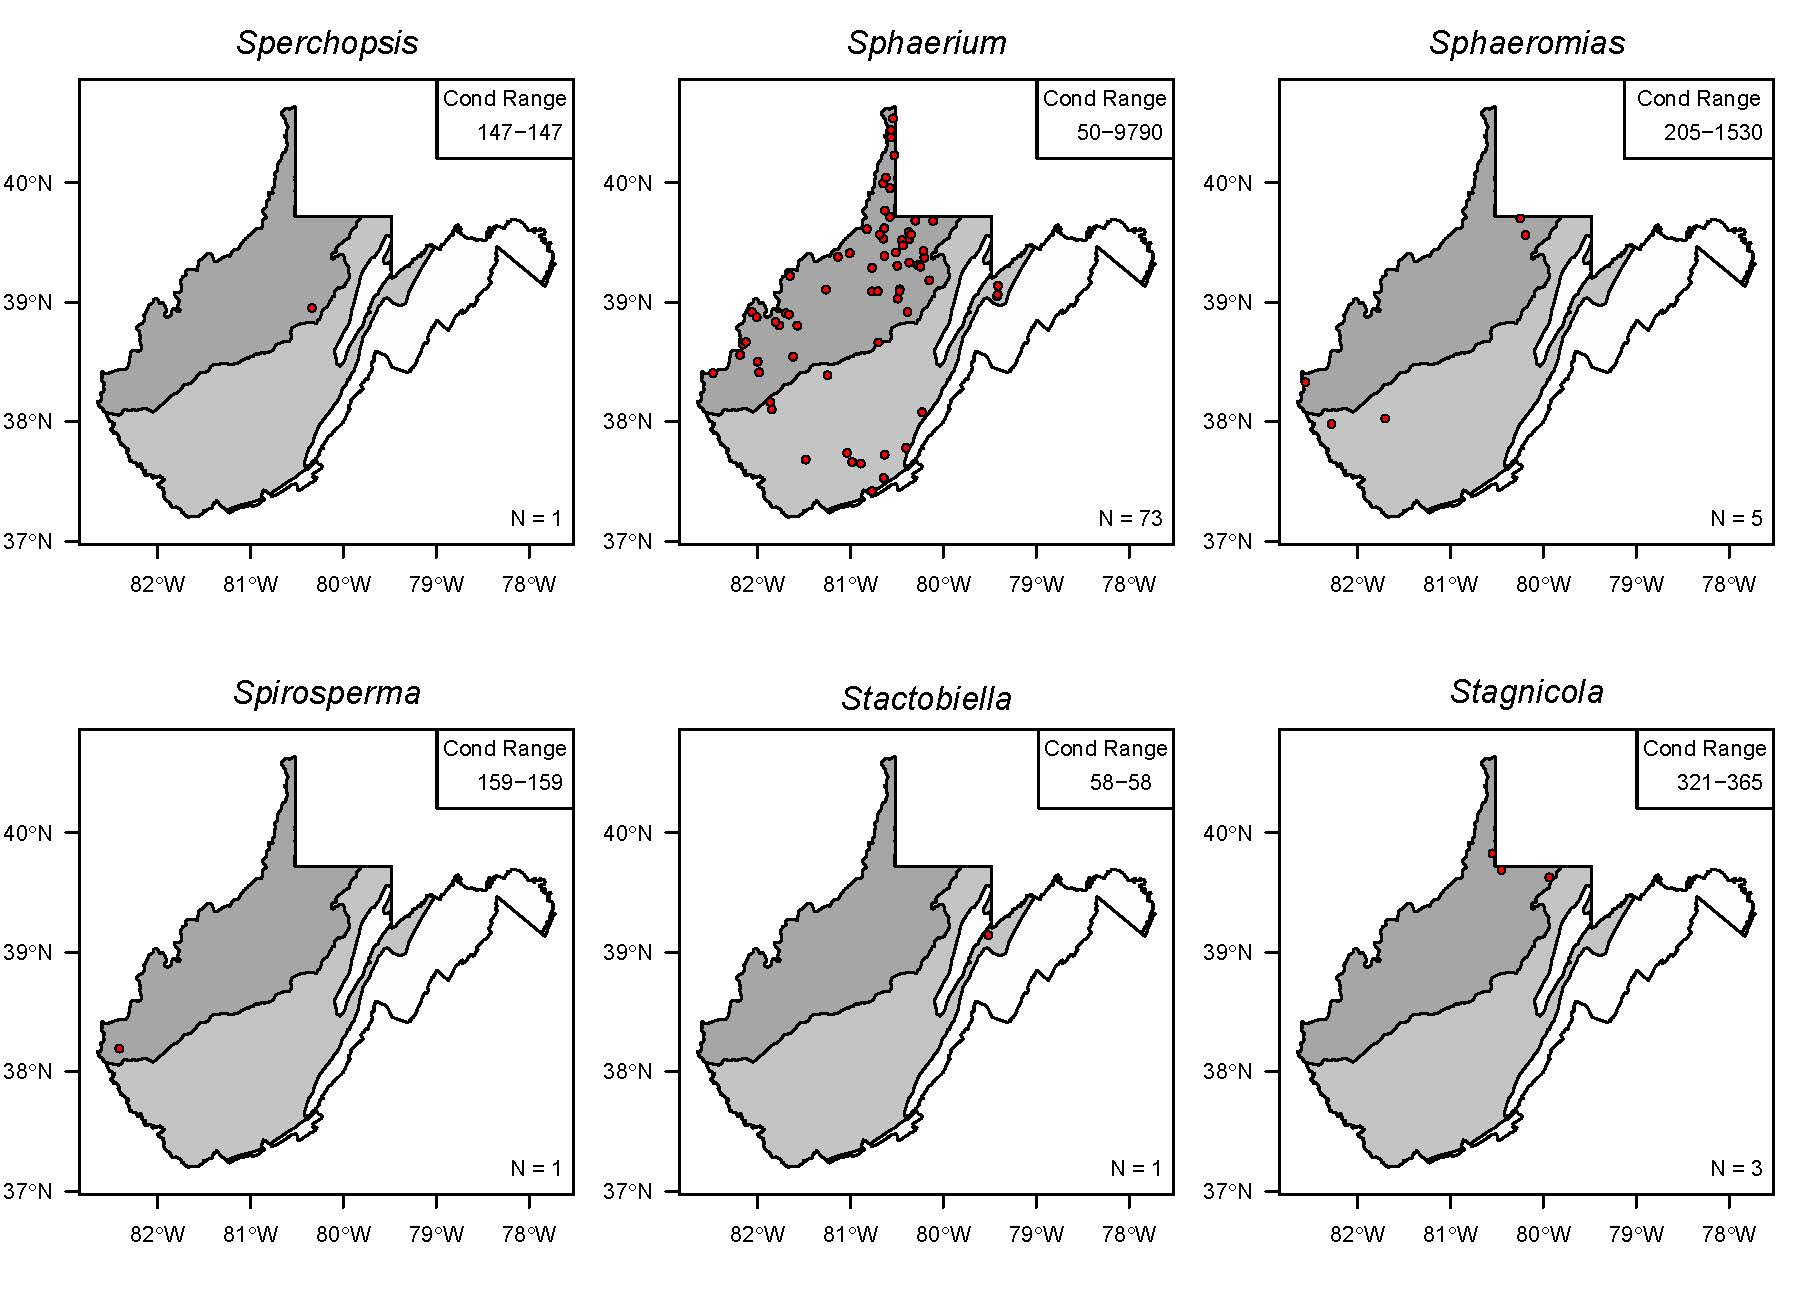 Sperchopsis
Cond Range
147−147
40°N
39°N
38°N
37°N
N = 1
82°W 81°W 80°W 79°W 78°W
Sphaerium
Cond Range
50−9790
40°N
39°N
38°N
37°N
N = 73
82°W 81°W 80°W 79°W 78°W
Sphaeromias
Cond Range
205−1530
40°N
39°N
38°N
37°N
N = 5
82°W 81°W 80°W 79°W 78°W
Spirosperma
Cond Range
159−159
40°N
39°N
38°N
37°N
N = 1
82°W 81°W 80°W 79°W 78°W
Stactobiella
Cond Range
58−58
40°N
39°N
38°N
37°N
N = 1
82°W 81°W 80°W 79°W 78°W
Stagnicola
Cond Range
321−365
40°N
39°N
38°N
37°N
N = 3
82°W 81°W 80°W 79°W 78°W